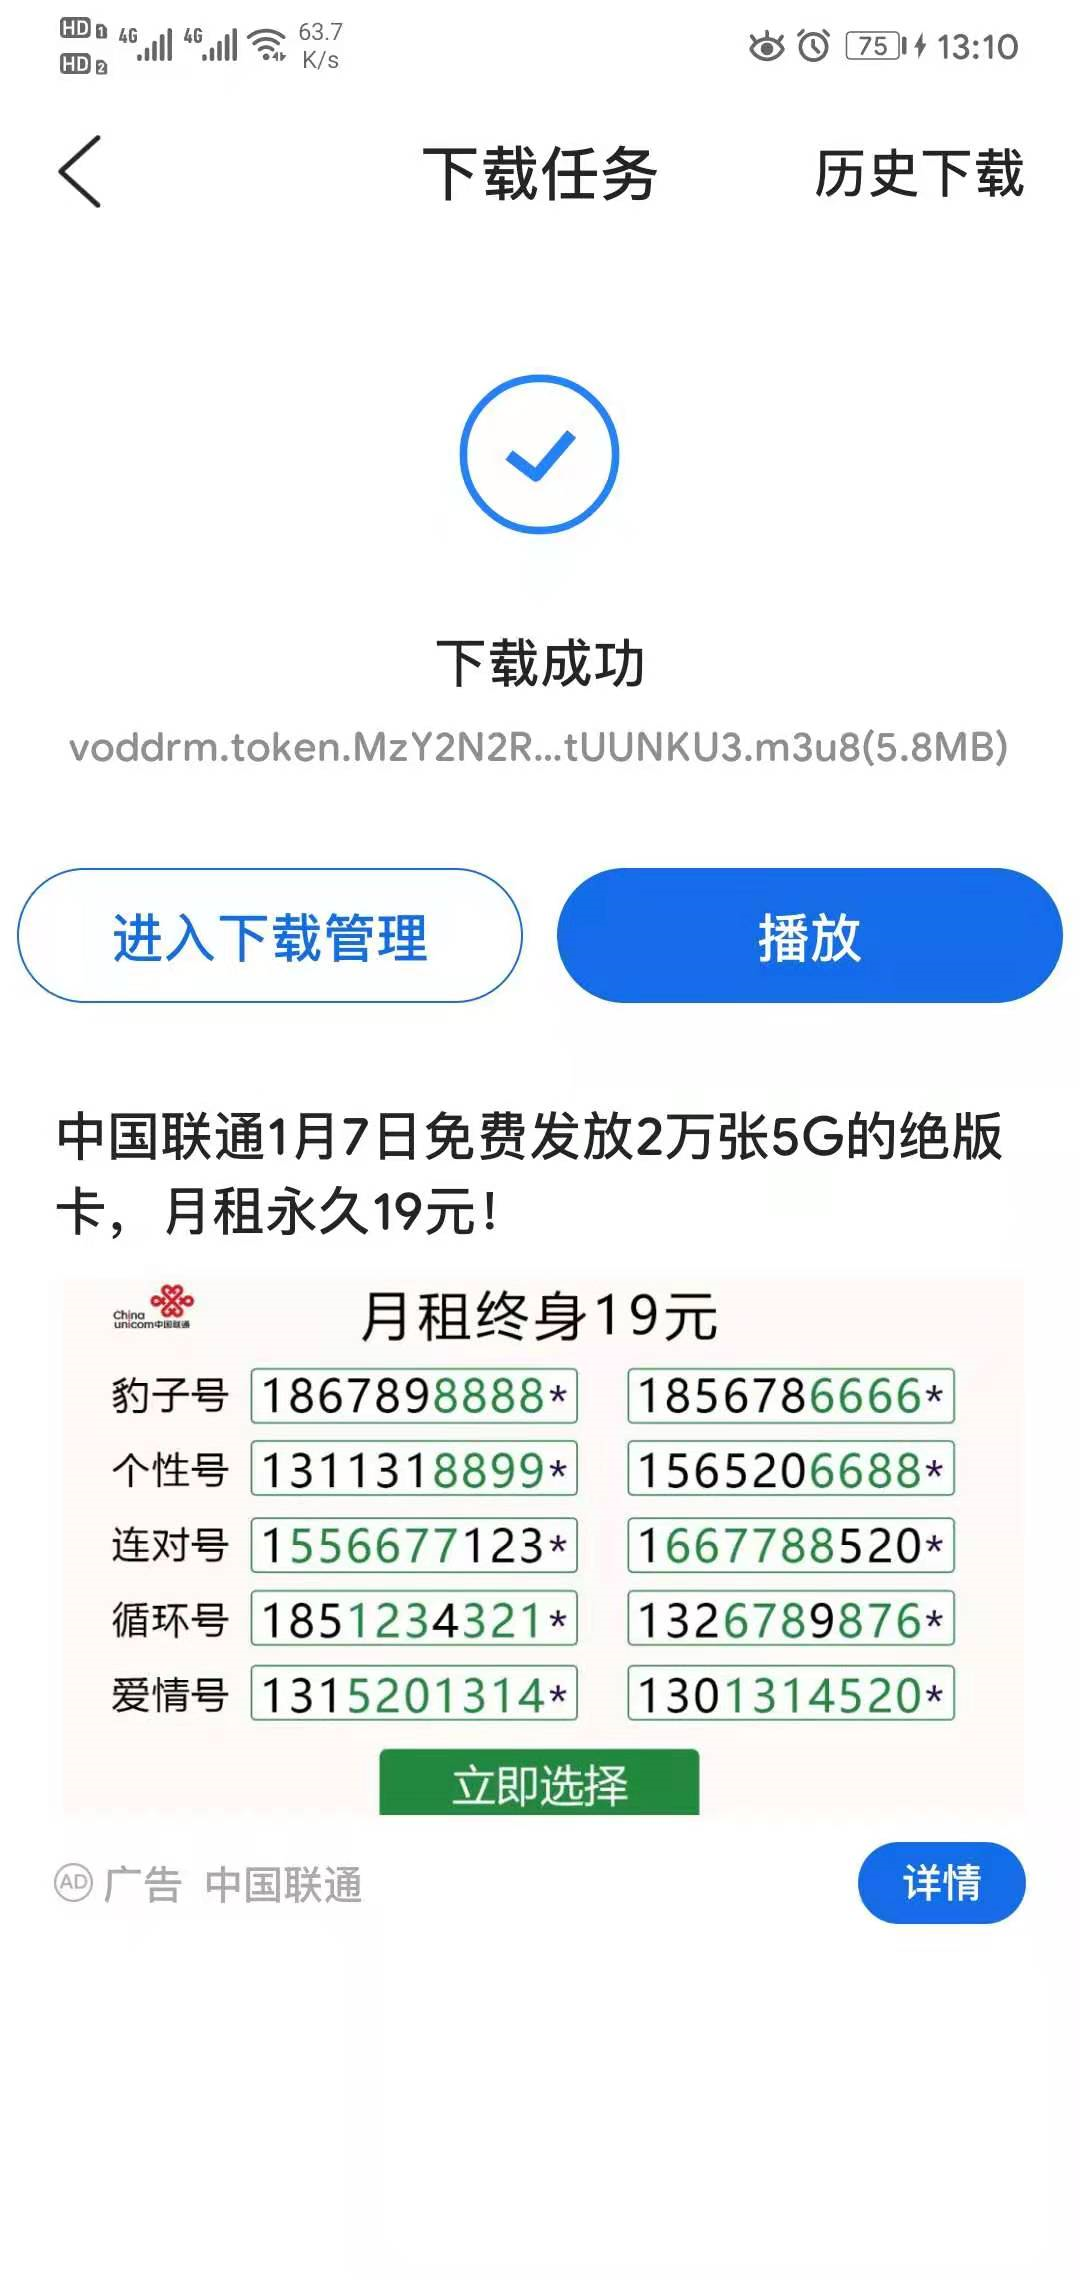 HD 1 4G 4G 63.7
HD 2 K/s
75 13:10
下载任务 历史下载
下载成功
voddrm.token.MzY2N2R...tUUNKU3.m3u8(5.8MB)
进入下载管理 播放
中国联通1月7日免费发放2万张5G的绝版
卡，月租永久19元！
China
unicom中国联通
月租终身19元
豹子号 1867898888* 1856786666*
个性号 1311318899* 1565206688*
连对号 1556677123* 1667788520*
循环号 1851234321* 1326789876*
爱情号 1315201314* 1301314520*
立即选择
AD 广告 中国联通 详情